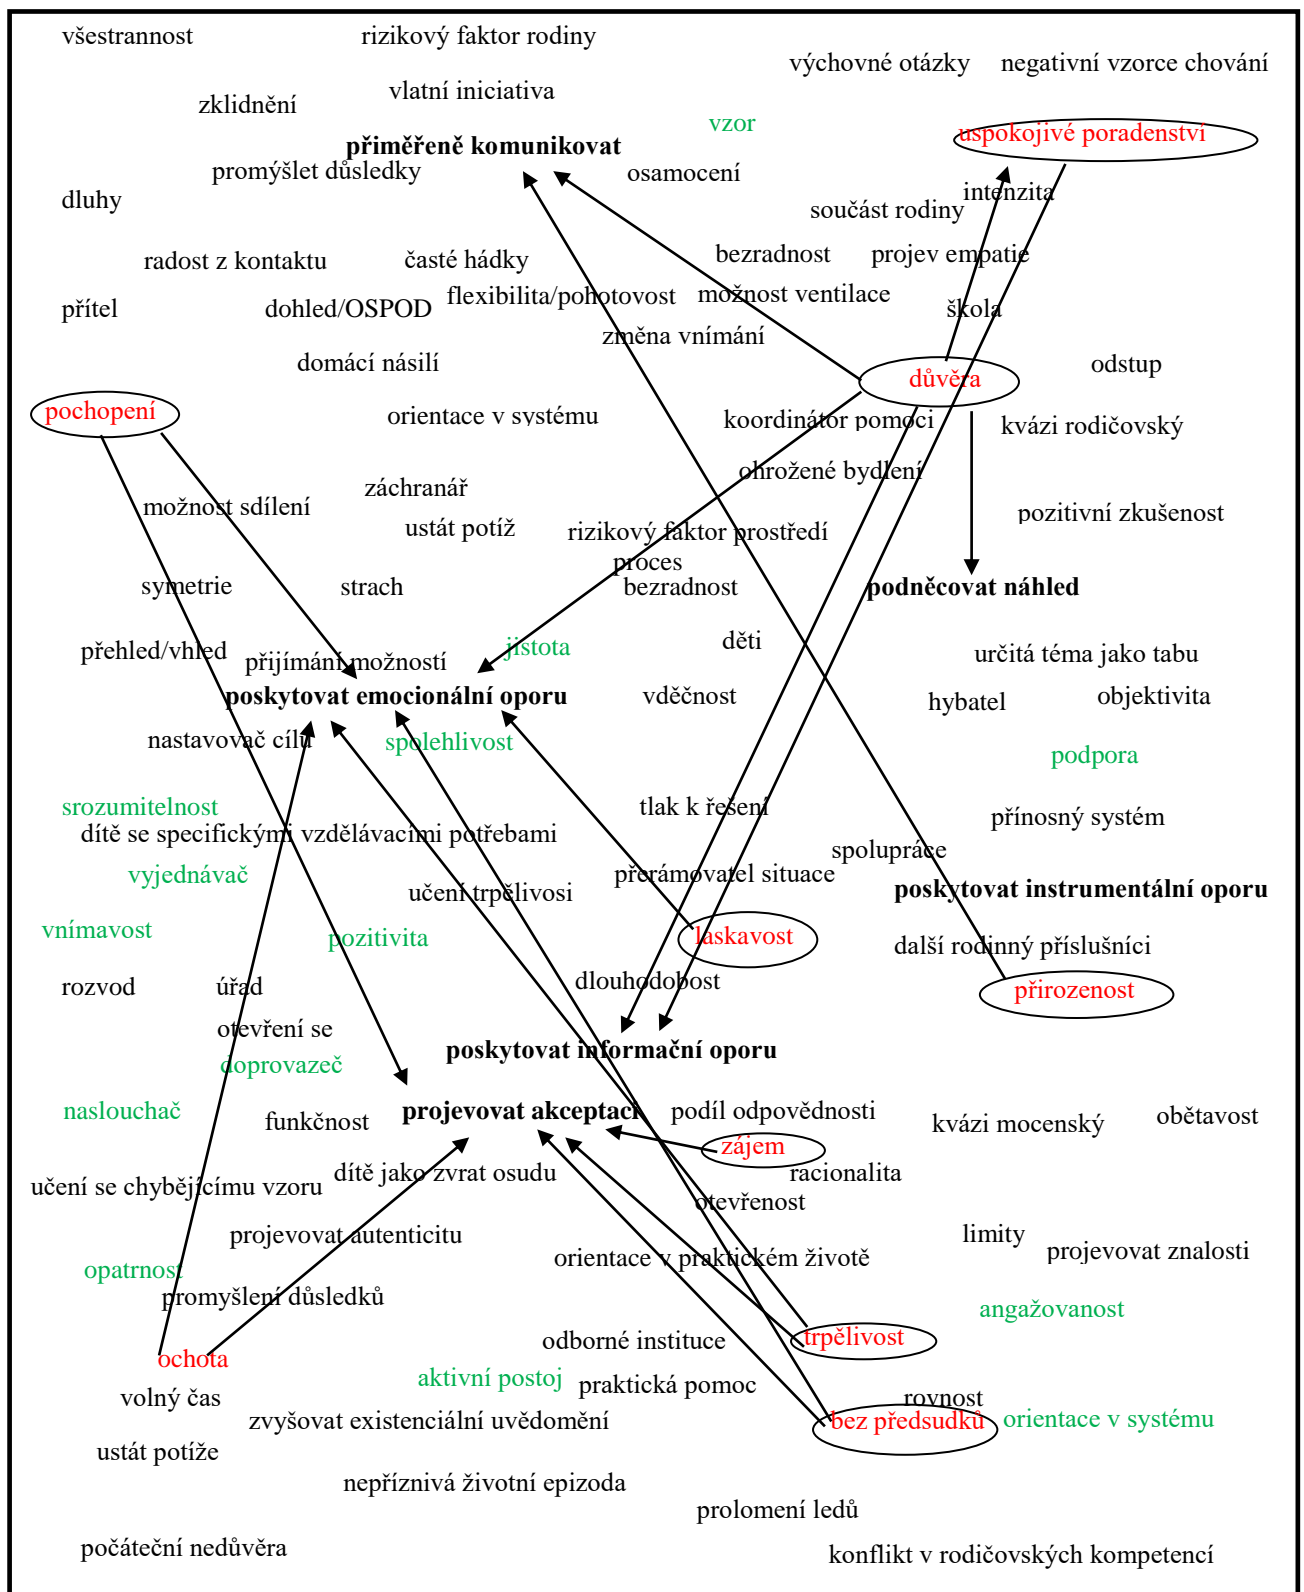 všestrannost
rizikový faktor rodiny
výchovné otázky
negativní vzorce chování
vlatní iniciativa
zklidnění
vzor
uspokojivé poradenství
přiměřeně komunikovat
promýšlet důsledky
osamocení
dluhy
intenzita
součást rodiny
radost z kontaktu
časté hádky
bezradnost
projev empatie
přítel
dohled/OSPOD
flexibilita/pohotovost
možnost ventilace
škola
změna vnímání
domácí násilí
odstup
důvěra
pochopení
orientace v systému
koordinátor pomoci
kvázi rodičovský
ohrožené bydlení
záchranář
možnost sdílení
pozitivní zkušenost
ustát potíž
rizikový faktor prostředí
proces
symetrie
strach
bezradnost
podněcovat náhled
přehled/vhled
přijímání možností
jistota
děti
určitá téma jako tabu
poskytovat emocionální oporu
vděčnost
hybatel
objektivita
nastavovač cílů
spolehlivost
podpora
srozumitelnost
tlak k řešení
přínosný systém
dítě se specifickými vzdělávacími potřebami
spolupráce
vyjednávač
přerámovatel situace
učení trpělivosi
poskytovat instrumentální oporu
vnímavost
pozitivita
laskavost
další rodinný příslušníci
rozvod
úřad
dlouhodobost
přirozenost
otevření se
poskytovat informační oporu
doprovazeč
naslouchač
funkčnost
projevovat akceptaci
podíl odpovědnosti
kvázi mocenský
obětavost
zájem
dítě jako zvrat osudu
racionalita
učení se chybějícímu vzoru
otevřenost
projevovat autenticitu
limity
orientace v praktickém životě
projevovat znalosti
opatrnost
promyšlení důsledků
angažovanost
odborné instituce
trpělivost
ochota
aktivní postoj
praktická pomoc
volný čas
rovnost
zvyšovat existenciální uvědomění
bez předsudků
orientace v systému
ustát potíže
nepříznivá životní epizoda
prolomení ledů
počáteční nedůvěra
konflikt v rodičovských kompetencí